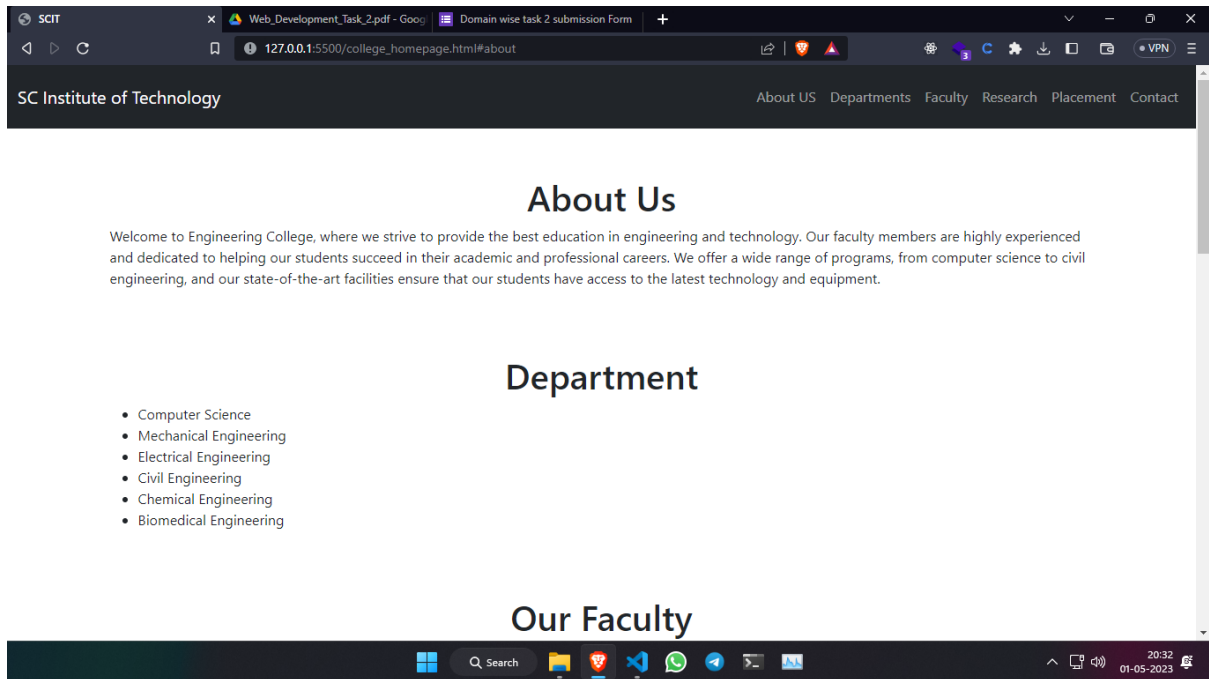 SCIT
Web_Development_Task_2.pdf - Goog
Domain wise task 2 submission Form
127.0.0.1:5500/college_homepage.html#about
3
C
VPN
SC Institute of Technology
About US Departments Faculty Research Placement Contact
About Us
Welcome to Engineering College, where we strive to provide the best education in engineering and technology. Our faculty members are highly experienced
and dedicated to helping our students succeed in their academic and professional careers. We offer a wide range of programs, from computer science to civil
engineering, and our state-of-the-art facilities ensure that our students have access to the latest technology and equipment.
Department
• Computer Science
• Mechanical Engineering
• Electrical Engineering
• Civil Engineering
• Chemical Engineering
• Biomedical Engineering
Our Faculty
Search
20:32
01-05-2023